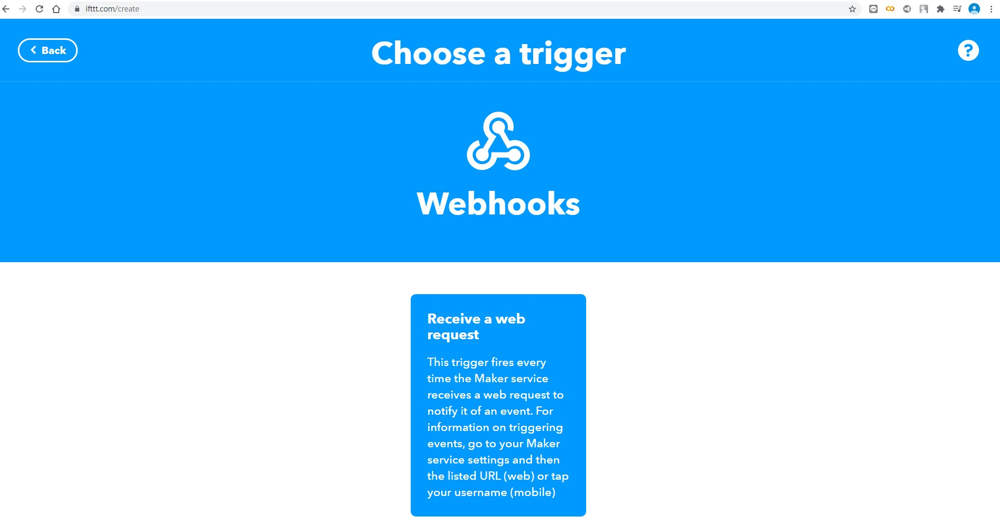 ifttt.com/create
Back
Choose a trigger
?
Webhooks
Receive a web
request
This trigger fires every
time the Maker service
receives a web request to
notify it of an event. For
information on triggering
events, go to your Maker
service settings and then
the listed URL (web) or tap
your username (mobile)